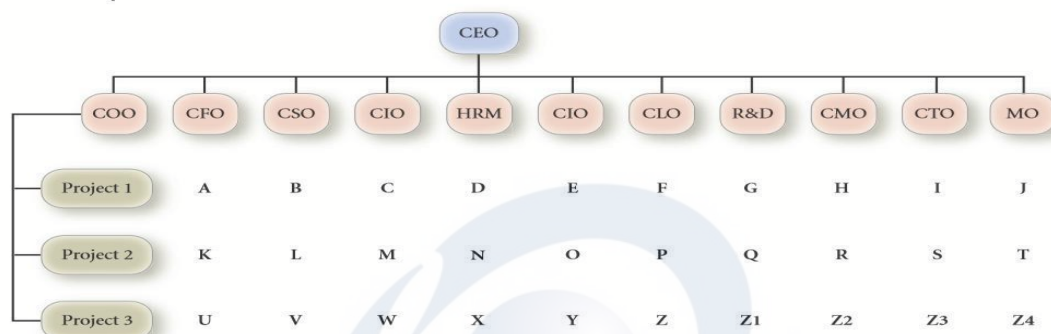 CEO
COO CFO CSO CIO HRM CIO CLO R&D CMO CTO MO
Project 1 A B C D E F G H I J
Project 2 K L M N O P Q R S T
Project 3 U V W X Y Z Z1 Z2 Z3 Z4